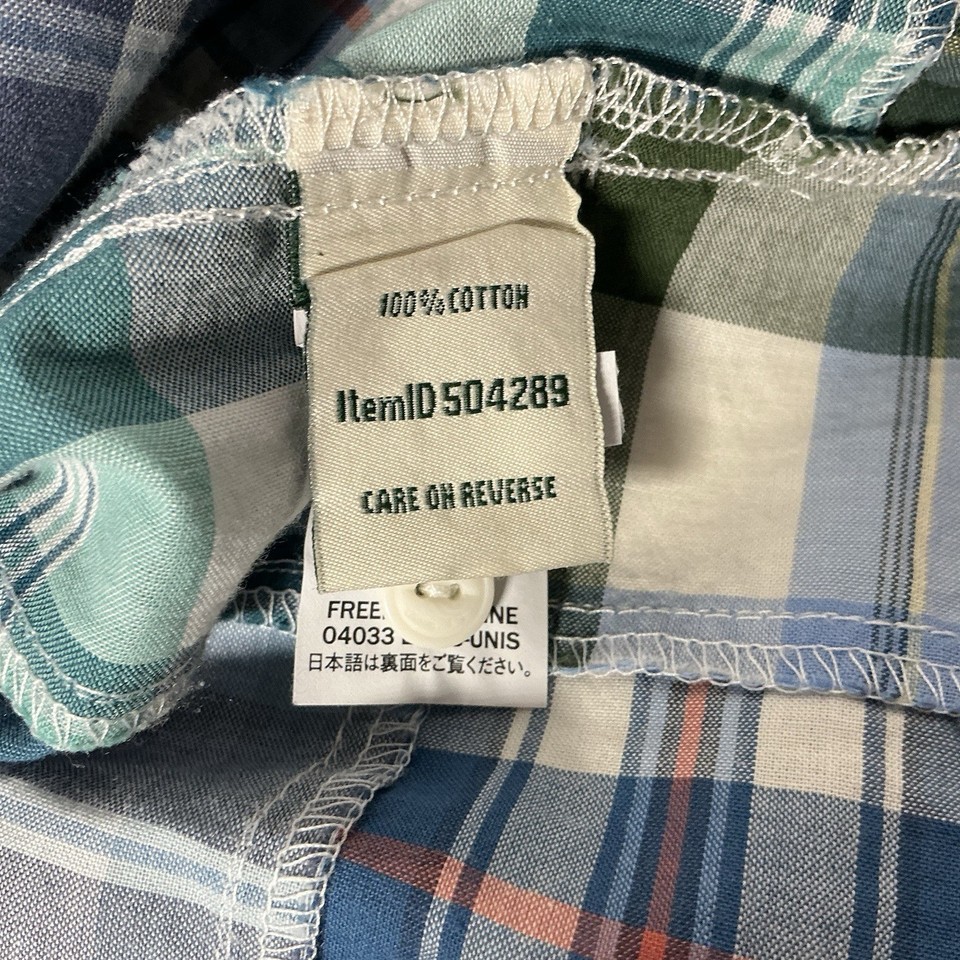 100% COTTON
ItemID 504289
CARE ON REVERSE
FREE
04033 UNIS
日本語は裏面をご覧ください。